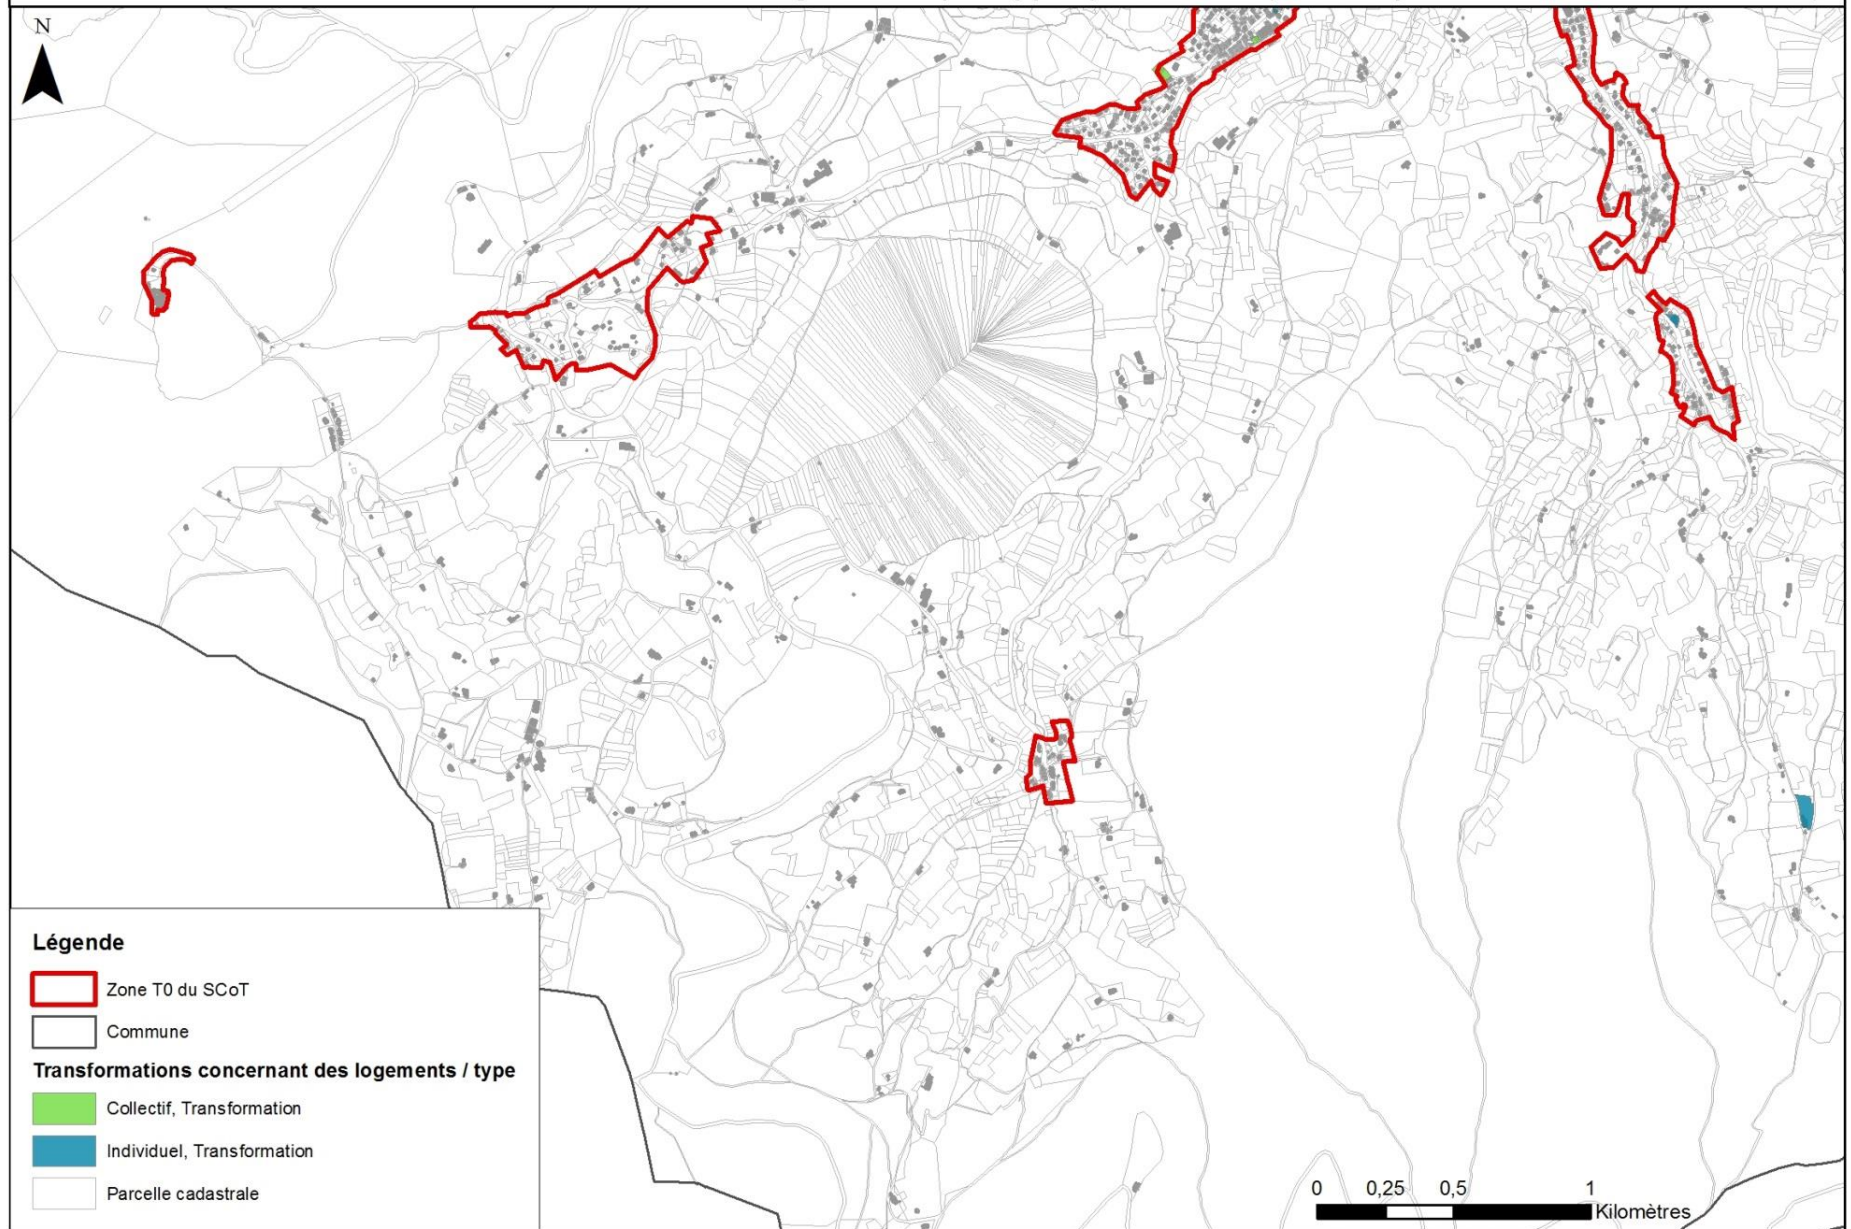 N
Légende
Zone T0 du SCoT
Commune
Transformations concernant des logements / type
Collectif, Transformation
Individuel, Transformation
Parcelle cadastrale
0 0,25 0,5 1
Kilomètres